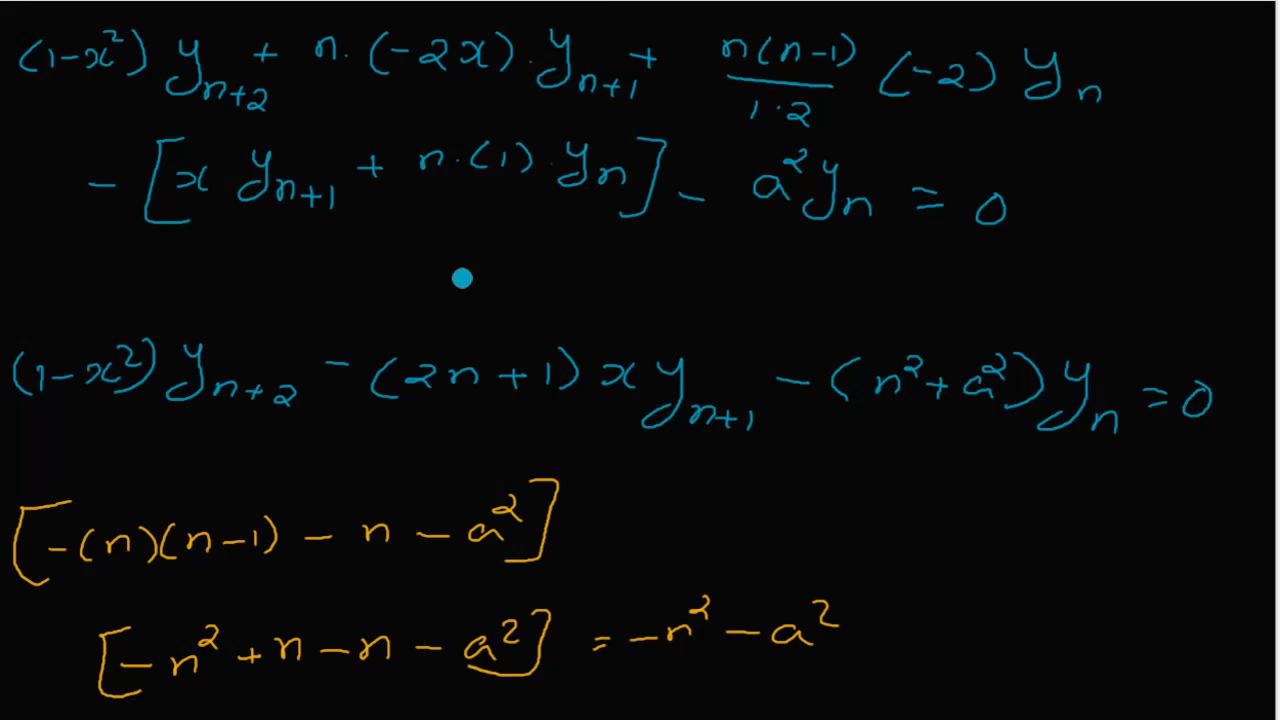 (1-x²) yₙ₊₂ + n·(-2x)·yₙ₊₁ + n(n-1)/1·2 (-2) yₙ
- [x yₙ₊₁ + n·(1)·yₙ] - a²yₙ = 0
(1-x²) yₙ₊₂ - (2n+1) x yₙ₊₁ - (n²+a²) yₙ = 0
[-(n)(n-1) - n - a²]
[-n² + n - n - a²] = -n² - a²